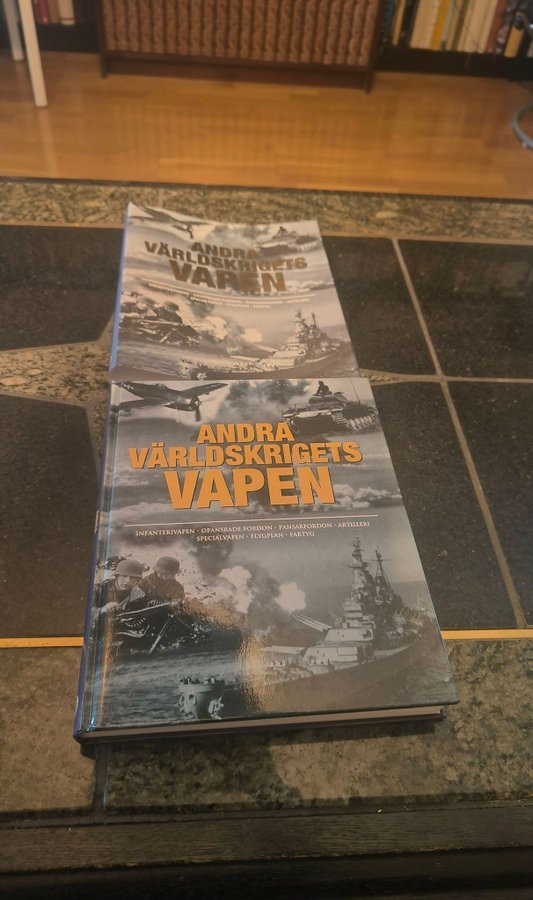 ANDRA
VÄRLDSKRIGETS
VAPEN
ANDRA
VÄRLDSKRIGETS
VAPEN
INFANTERIVAPEN · OPANSRADE FORDON · PANSARFORDON · ARTILLERI
SPECIALVAPEN · FLYGPLAN · FARTYG